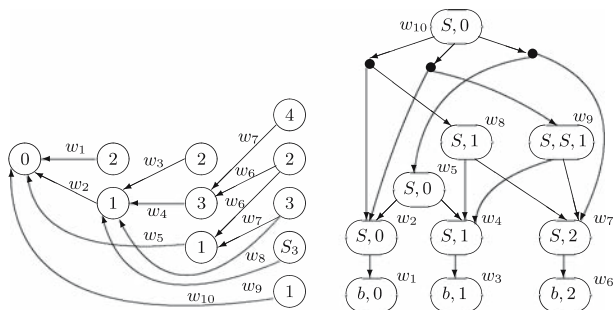 w₁₀ S, 0
4
w₇
w₈ w₉
0 w₁ 2 w₃ 2 w₆ 2 S, 1 S, S, 1
w₂ w₅
1 w₄ 3 w₆ w₇ 3 S, 0
w₂ w₄ w₇
w₅ 1 w₈ S₃ S, 0 S, 1 S, 2
w₉ w₁ w₃ w₆
w₁₀ 1 b, 0 b, 1 b, 2